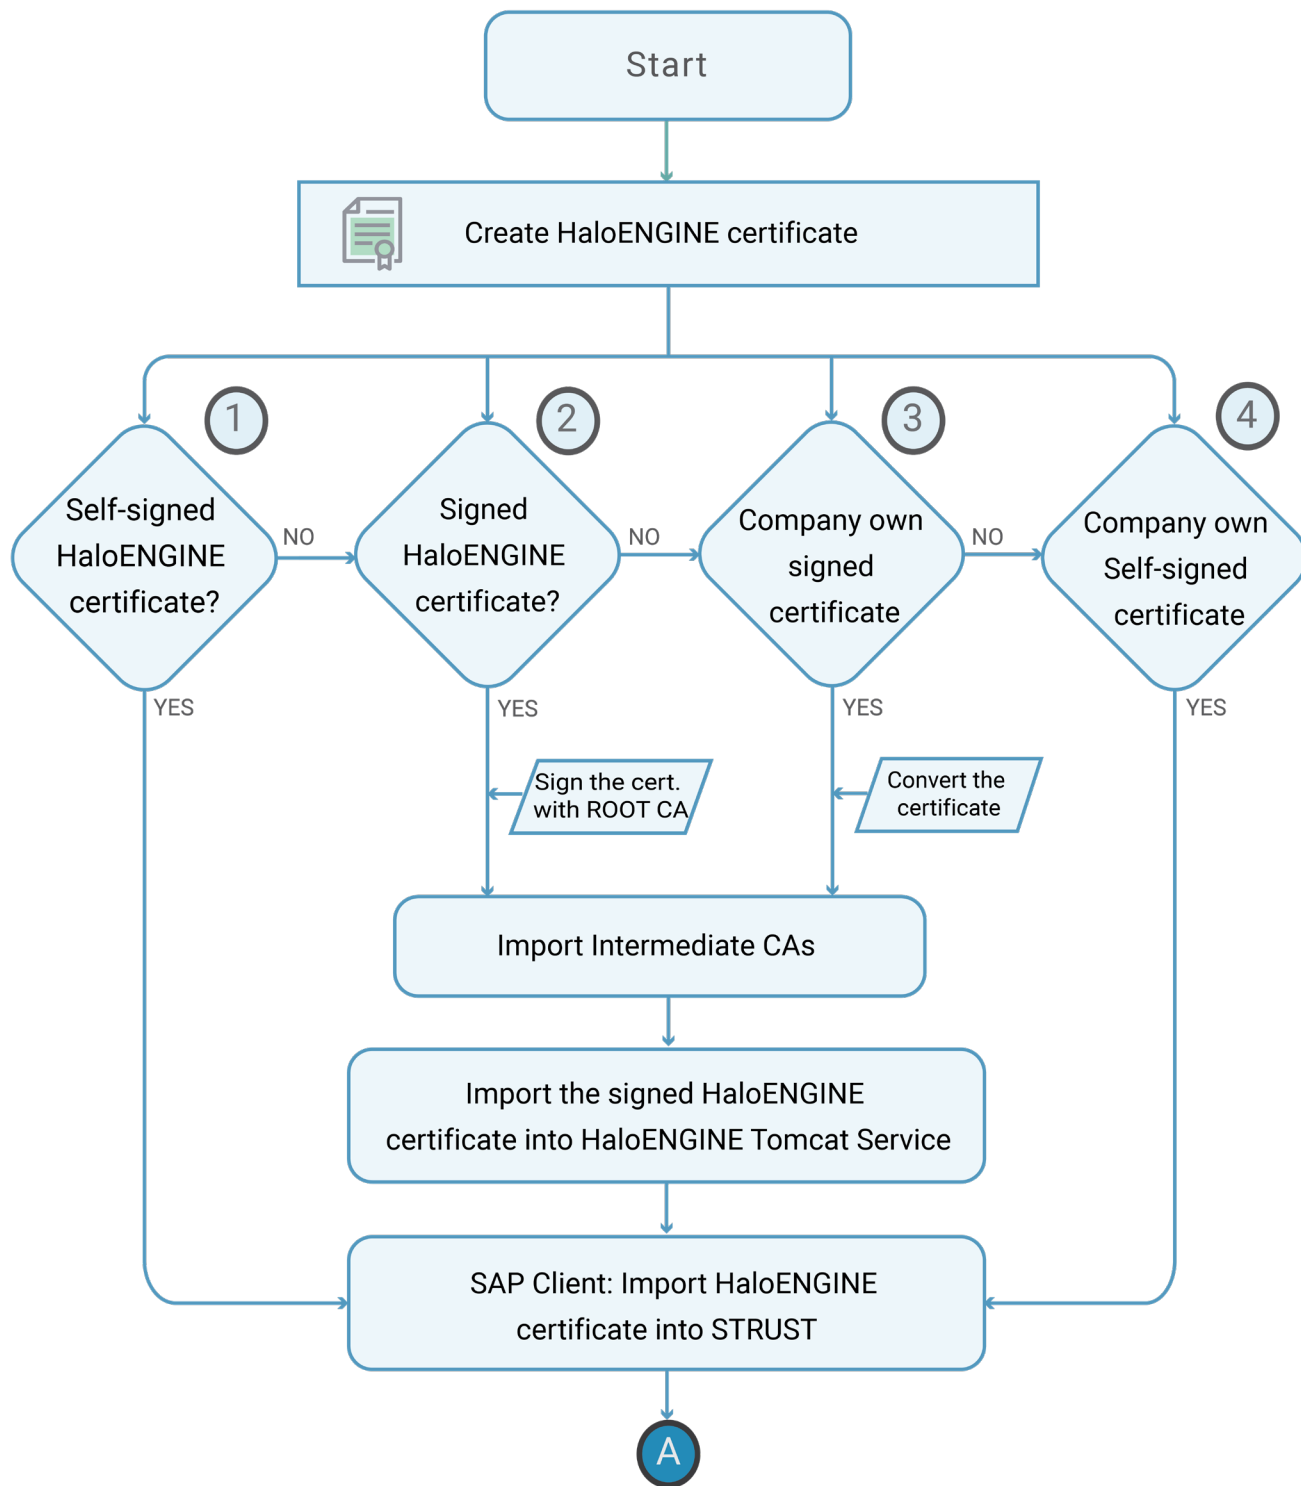 Start
Create HaloENGINE certificate
1
2
3
4
Self-signed
HaloENGINE
certificate?
NO
Signed
HaloENGINE
certificate?
NO
Company own
signed
certificate
NO
Company own
Self-signed
certificate
YES
YES
YES
YES
Sign the cert.
with ROOT CA
Convert the
certificate
Import Intermediate CAs
Import the signed HaloENGINE
certificate into HaloENGINE Tomcat Service
SAP Client: Import HaloENGINE
certificate into STRUST
A